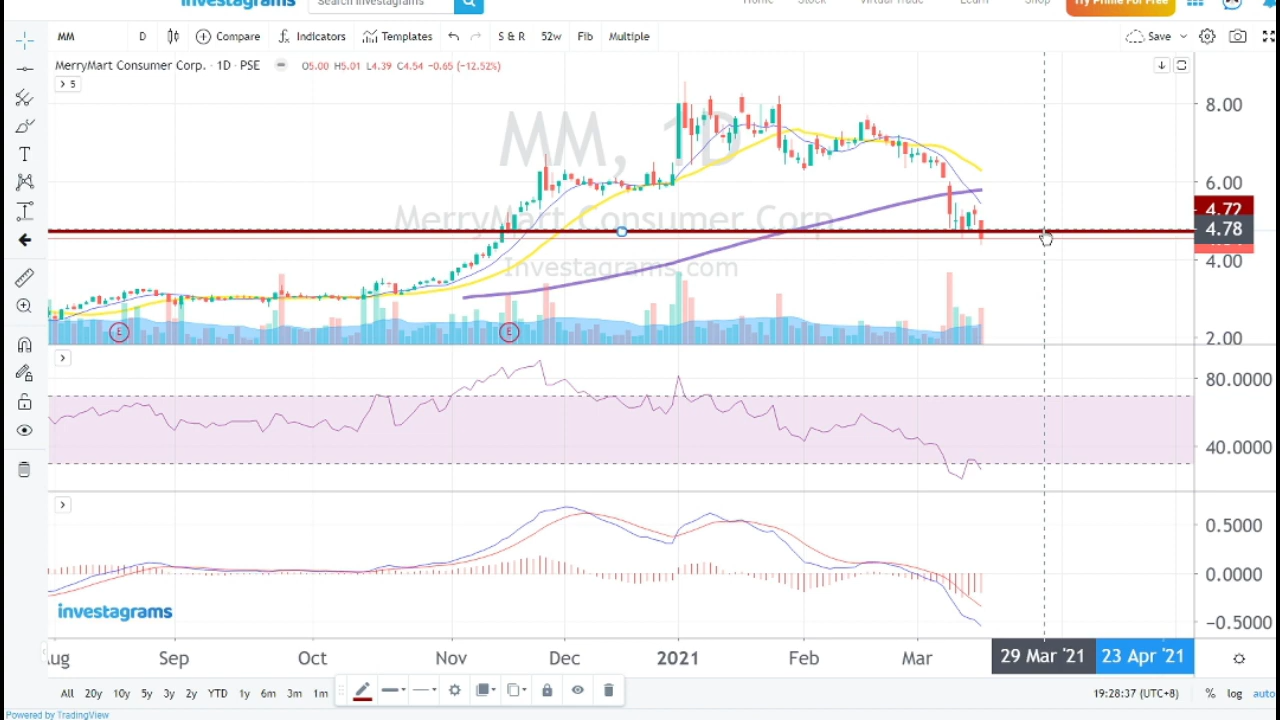 investagrams Search Investagrams Home Stock Virtual Trade Learn Shop Try Prime For Free
MM D Compare Indicators Templates S & R 52w Fib Multiple Save
MerryMart Consumer Corp. · 1D · PSE O5.00 H5.01 L4.39 C4.54 −0.65 (−12.52%)
5
8.00
MM, 1D
6.00
4.72
MerryMart Consumer Corp.
4.78
4.00
Investagrams.com
E E
2.00
80.0000
40.0000
0.5000
0.0000
investagrams
−0.5000
Aug Sep Oct Nov Dec 2021 Feb Mar 29 Mar '21 23 Apr '21
All 20y 10y 5y 3y 2y YTD 1y 6m 3m 1m 19:28:37 (UTC+8) % log auto
Powered by TradingView